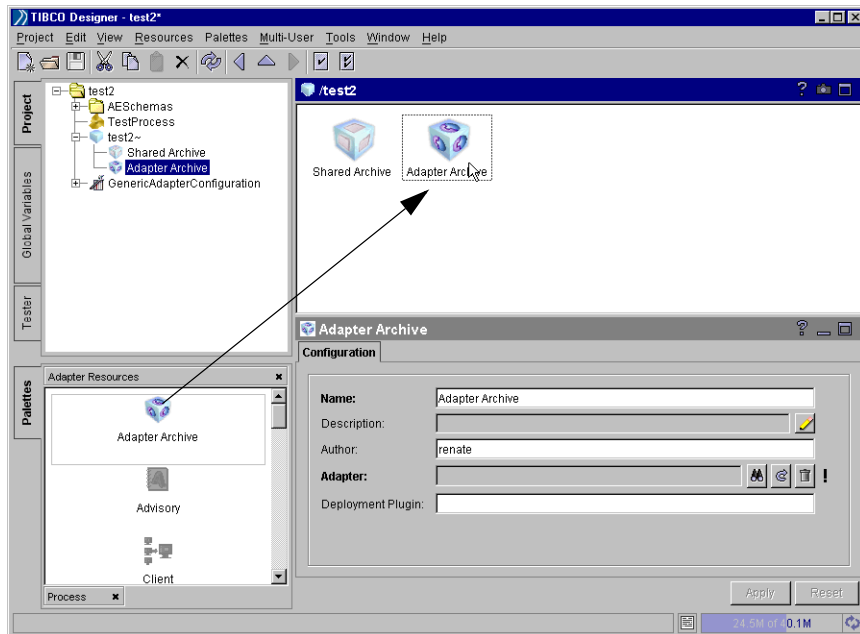 TIBCO Designer - test2*
Project Edit View Resources Palettes Multi-User Tools Window Help
Project
Global Variables
Tester
test2
AESchemas
TestProcess
test2~
Shared Archive
Adapter Archive
GenericAdapterConfiguration
/test2
Shared Archive
Adapter Archive
Palettes
Adapter Resources
Adapter Archive
Advisory
Client
Process
Adapter Archive
Configuration
Name: Adapter Archive
Description:
Author: renate
Adapter: !
Deployment Plugin:
Apply Reset
24.5M of 40.1M